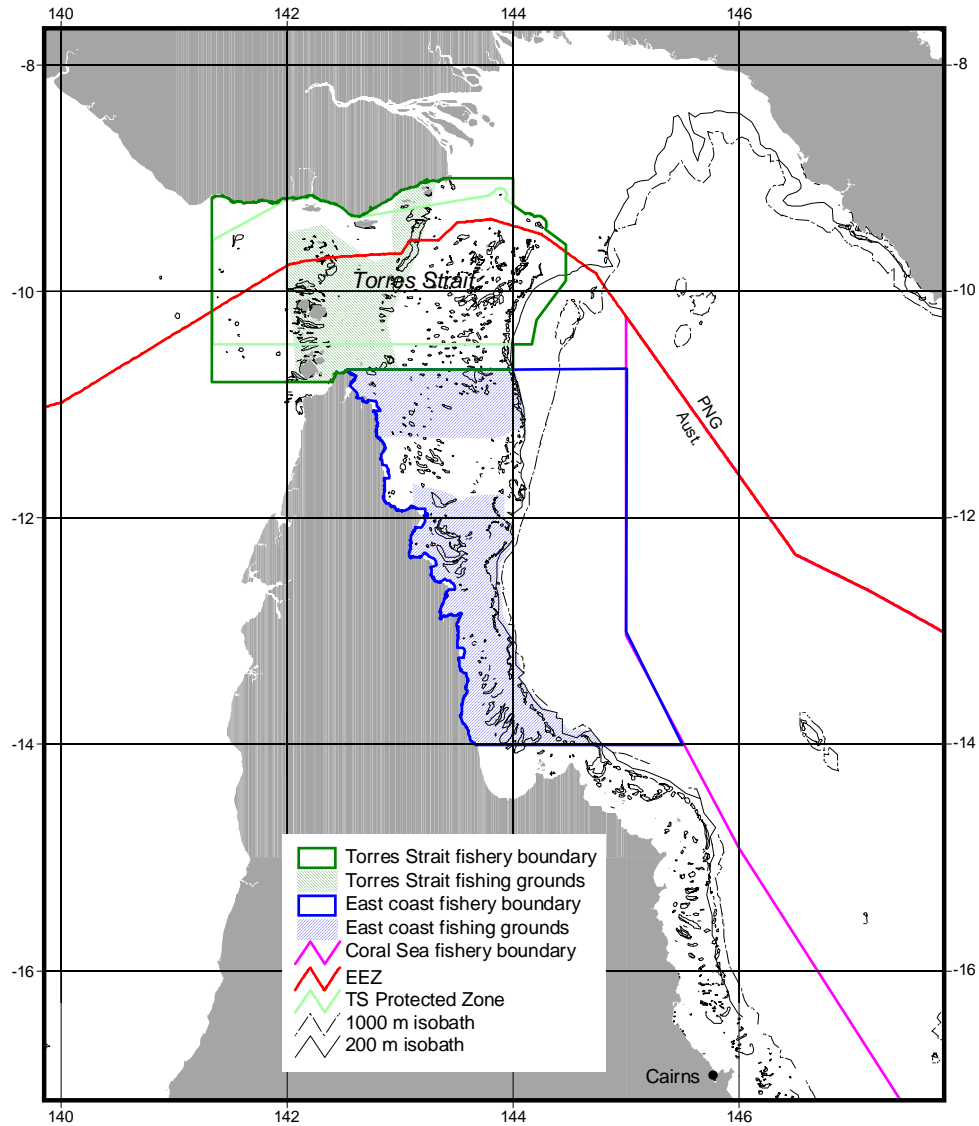 140 142 144 146
-8 -8
Torres Strait
-10 -10
1
PNG
Aust.
-12 -12
-14 -14
Torres Strait fishery boundary
Torres Strait fishing grounds
East coast fishery boundary
East coast fishing grounds
Coral Sea fishery boundary
EEZ
TS Protected Zone
1000 m isobath
200 m isobath
-16 -16
Cairns
140 142 144 146